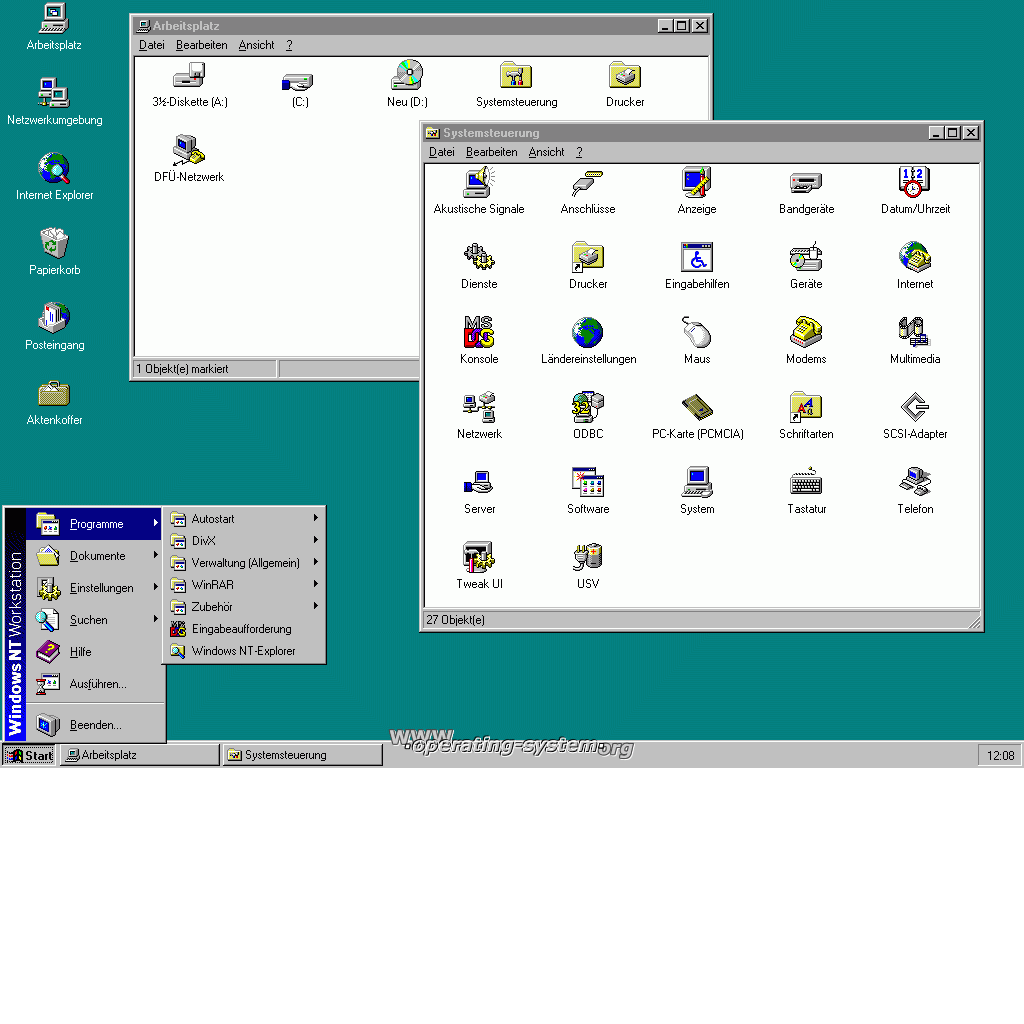 Arbeitsplatz
Netzwerkumgebung
Internet Explorer
Papierkorb
Posteingang
Aktenkoffer
Arbeitsplatz
Datei Bearbeiten Ansicht ?
3½-Diskette (A:) (C:) Neu (D:) Systemsteuerung Drucker
DFÜ-Netzwerk
1 Objekt(e) markiert
Systemsteuerung
Datei Bearbeiten Ansicht ?
Akustische Signale Anschlüsse Anzeige Bandgeräte Datum/Uhrzeit
Dienste Drucker Eingabehilfen Geräte Internet
Konsole Ländereinstellungen Maus Modems Multimedia
Netzwerk ODBC PC-Karte (PCMCIA) Schriftarten SCSI-Adapter
Server Software System Tastatur Telefon
Tweak UI USV
27 Objekt(e)
Windows NT Workstation
Programme
Dokumente
Einstellungen
Suchen
Hilfe
Ausführen...
Beenden...
Autostart
DivX
Verwaltung (Allgemein)
WinRAR
Zubehör
Eingabeaufforderung
Windows NT-Explorer
Start Arbeitsplatz Systemsteuerung 12:08
www
.operating-system.org